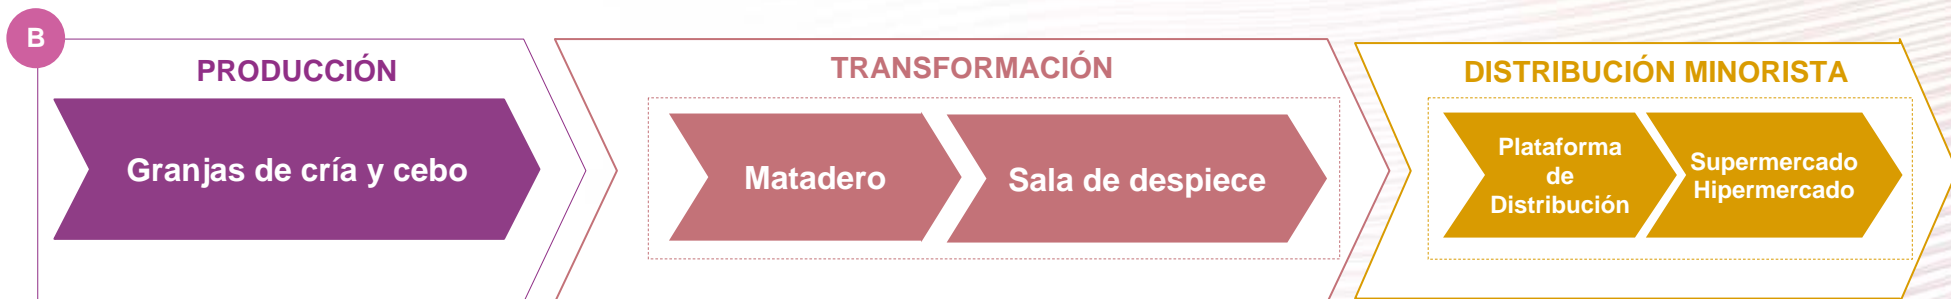 B
PRODUCCIÓN
Granjas de cría y cebo
TRANSFORMACIÓN
Matadero
Sala de despiece
DISTRIBUCIÓN MINORISTA
Plataforma
de
Distribución
Supermercado
Hipermercado